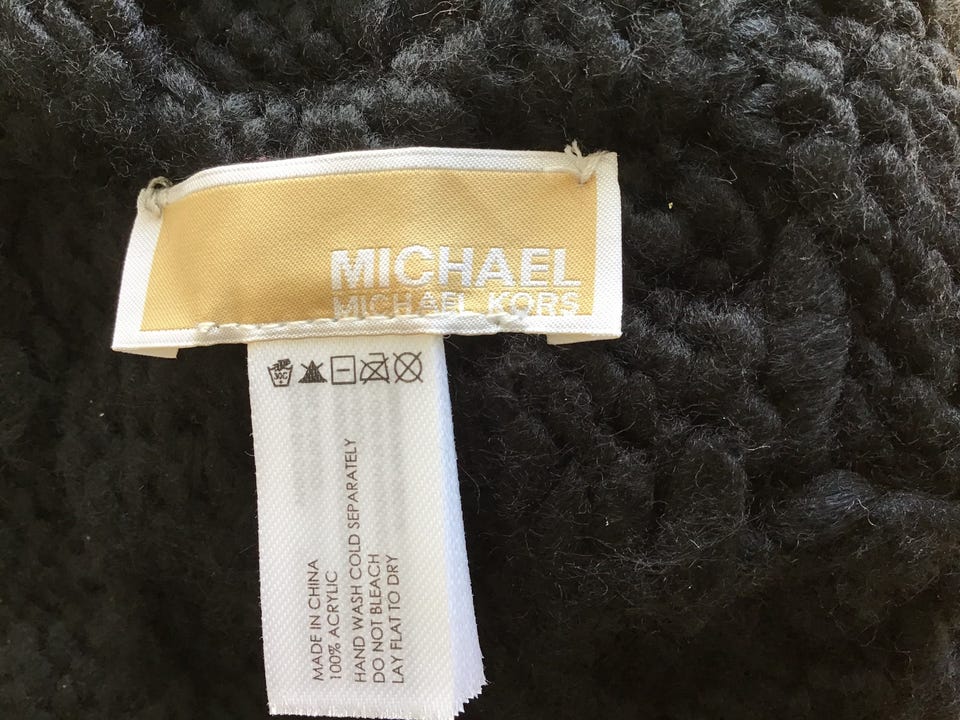 MICHAEL
MICHAEL KORS
MADE IN CHINA
100% ACRYLIC
HAND WASH COLD SEPARATELY
DO NOT BLEACH
LAY FLAT TO DRY